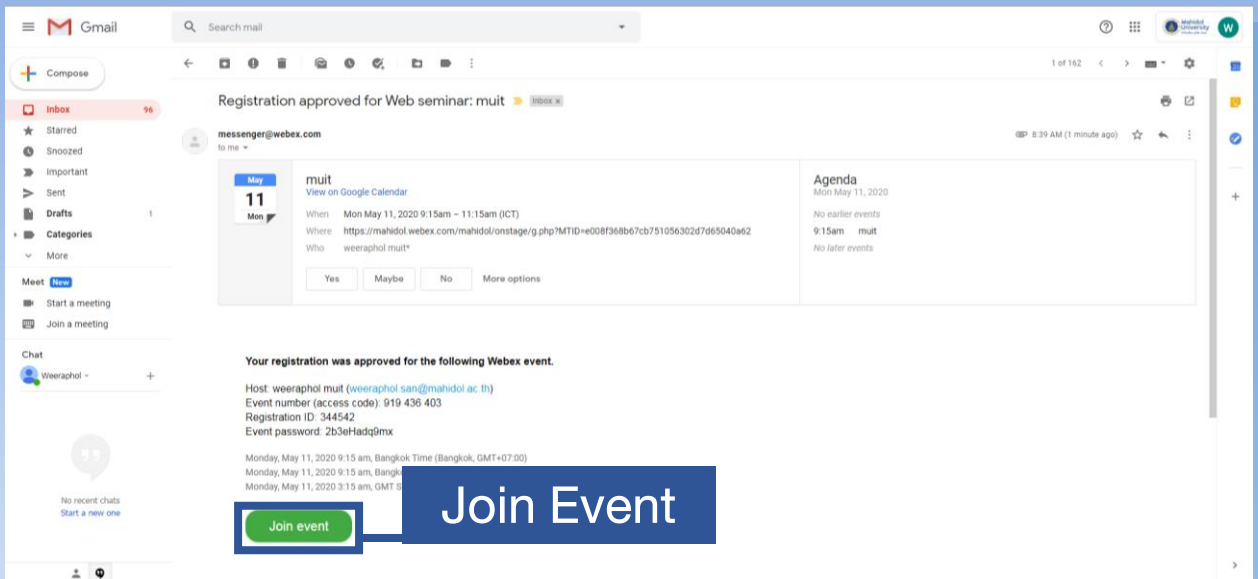 Gmail
Search mail
Mahidol University
W
Compose
1 of 162
Inbox 96
Starred
Snoozed
Important
Sent
Drafts 1
Categories
More
Meet New
Start a meeting
Join a meeting
Chat
Weeraphol
No recent chats
Start a new one
Registration approved for Web seminar: muit Inbox x
messenger@webex.com
8:39 AM (1 minute ago)
to me
May
11
Mon
muit
View on Google Calendar
When Mon May 11, 2020 9:15am – 11:15am (ICT)
Where https://mahidol.webex.com/mahidol/onstage/g.php?MTID=e008f368b67cb751056302d7d65040a62
Who weeraphol muit*
Yes Maybe No More options
Agenda
Mon May 11, 2020
No earlier events
9:15am muit
No later events
Your registration was approved for the following Webex event.
Host: weeraphol muit (weeraphol.san@mahidol.ac.th)
Event number (access code): 919 436 403
Registration ID: 344542
Event password: 2b3eHadq9mx
Monday, May 11, 2020 9:15 am, Bangkok Time (Bangkok, GMT+07:00)
Monday, May 11, 2020 9:15 am,
Monday, May 11, 2020 3:15 am, GMT
Join event
Join Event